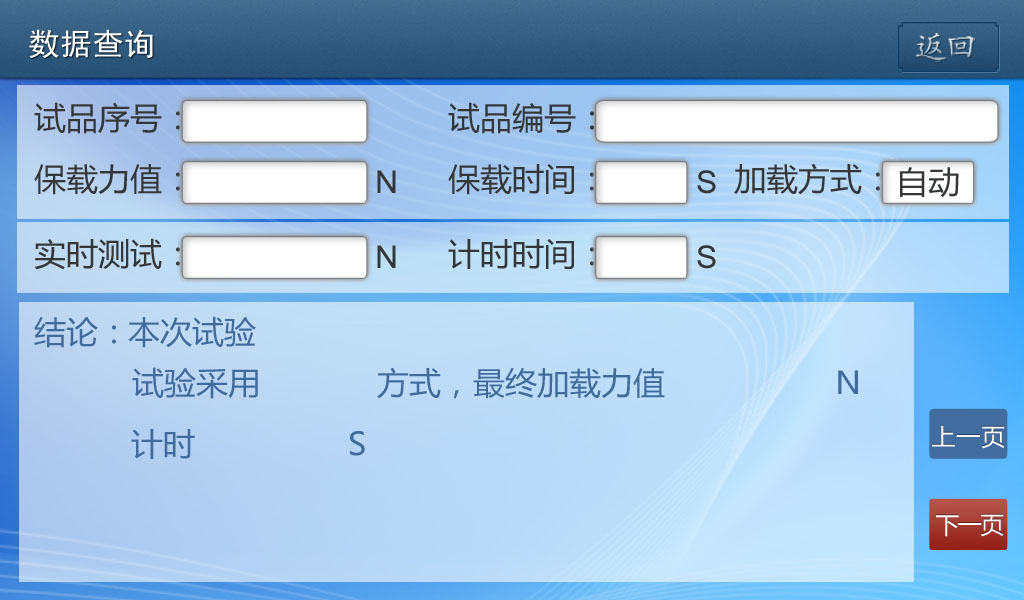 数据查询 返回
试品序号: 试品编号:
保载力值: N 保载时间: S 加载方式: 自动
实时测试: N 计时时间: S
结论:本次试验
试验采用 方式，最终加载力值 N
计时 S
上一页
下一页